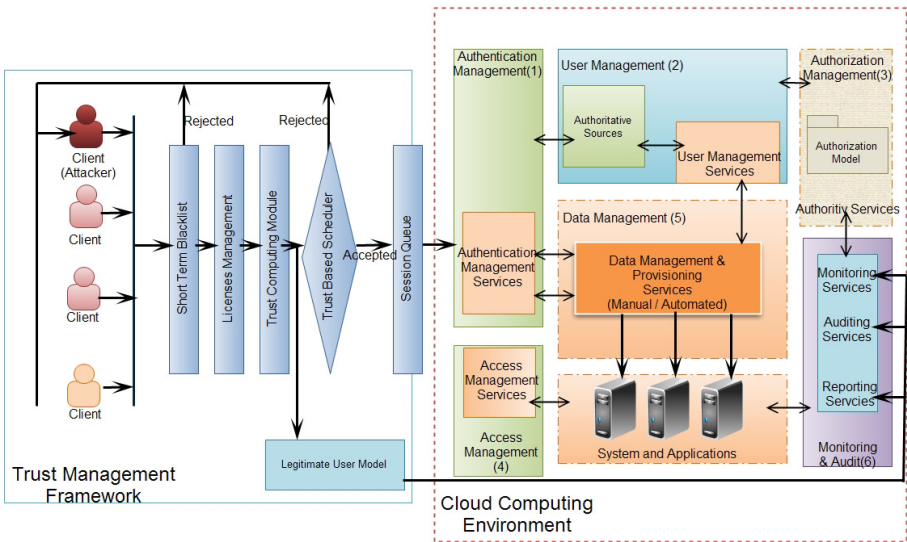 Client
(Attacker)
Client
Client
Client
Rejected
Rejected
Short Term Blacklist
Licenses Management
Trust Computing Module
Trust Based Scheduler
Accepted
Session Queue
Legitimate User Model
Trust Management
Framework
Authentication
Management(1)
Authentication
Management
Services
Access
Management
Services
Access
Management
(4)
User Management (2)
Authoritative
Sources
User Management
Services
Data Management (5)
Data Management &
Provisioning
Services
(Manual / Automated)
System and Applications
Authorization
Management(3)
Authorization
Model
Authoritiy Services
Monitoring
Services
Auditing
Services
Reporting
Servcies
Monitoring
& Audit(6)
Cloud Computing
Environment